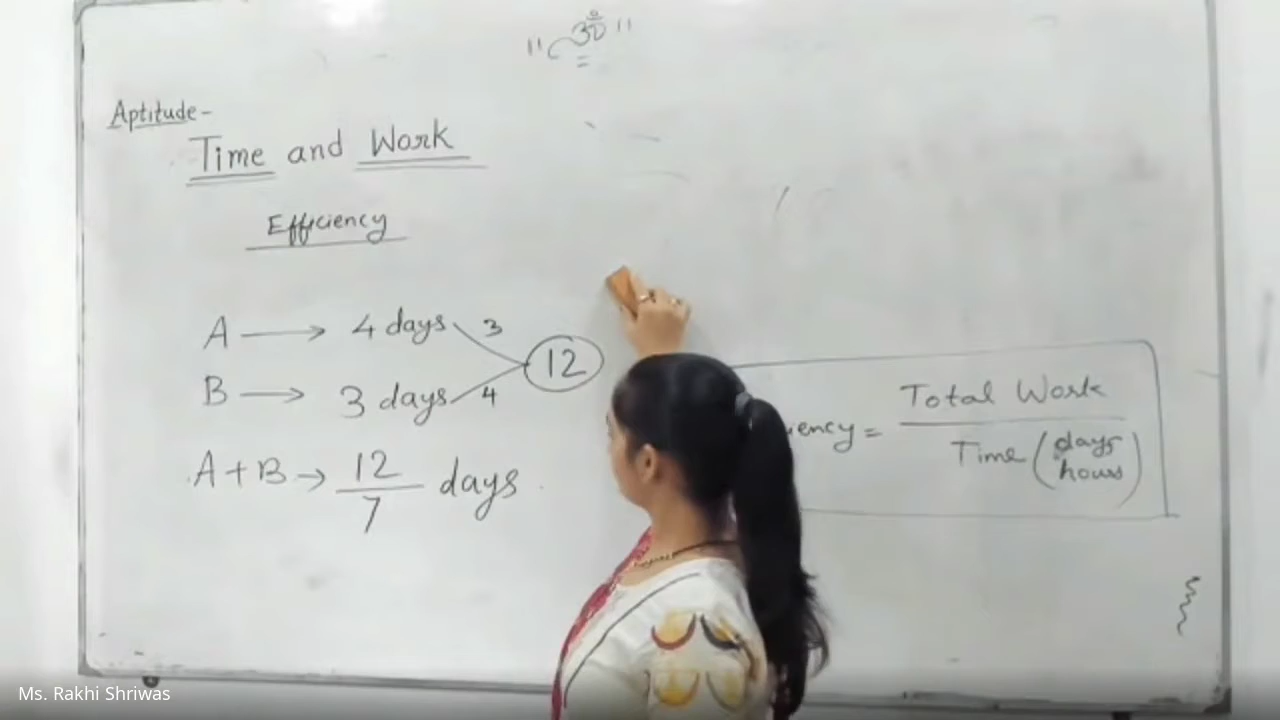 " ॐ "
Aptitude-
Time and Work
Efficiency
A → 4 days 3
12
B → 3 days 4
A+B → 12/7 days
iency = Total Work / Time (days hours)
Ms. Rakhi Shriwas